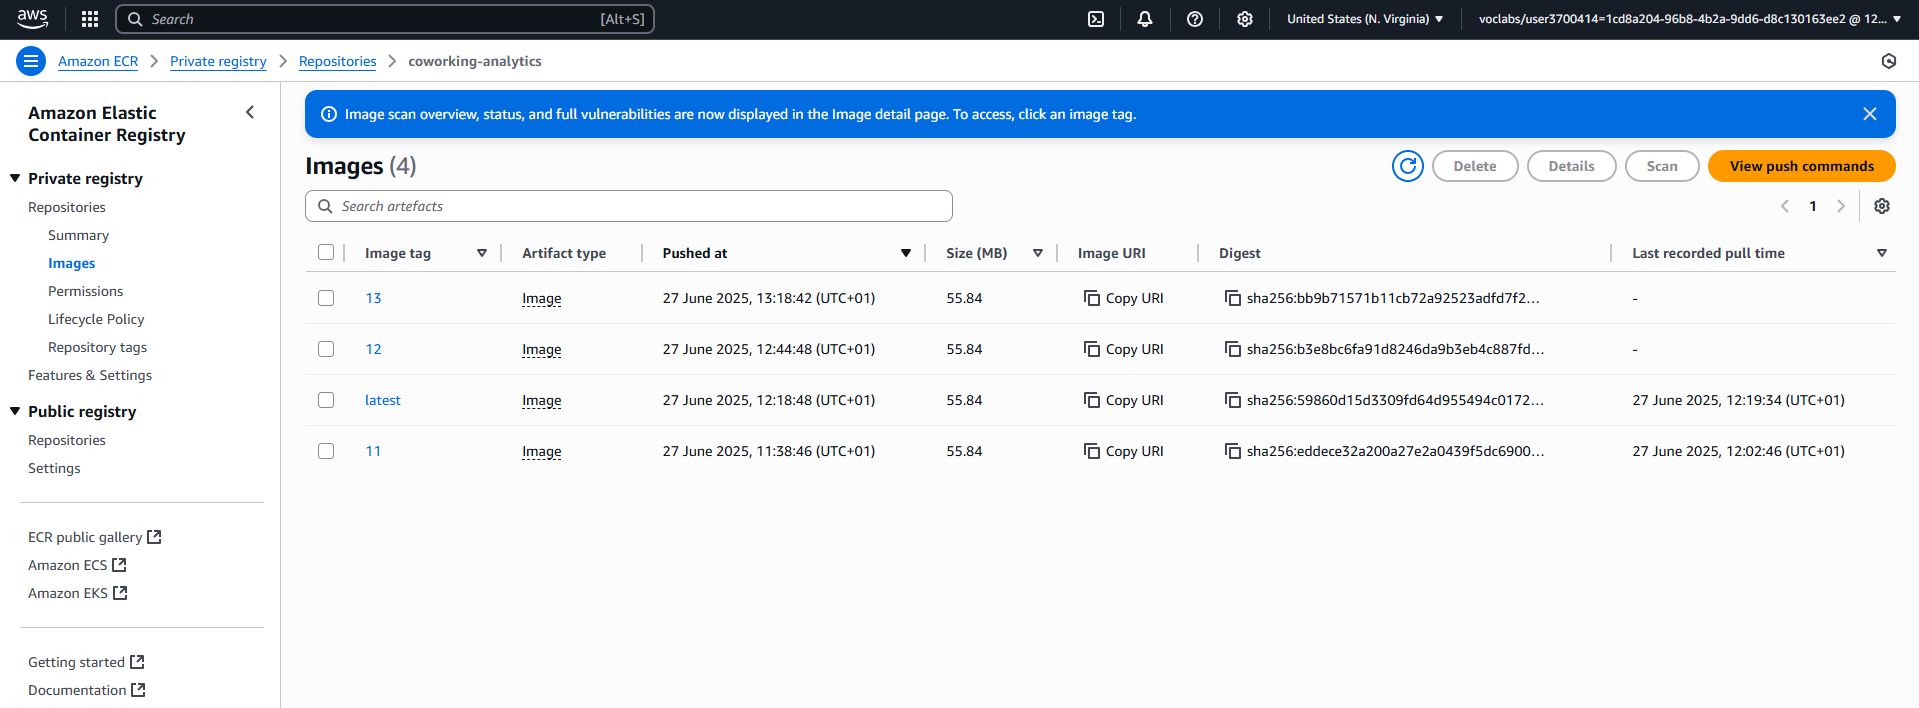 aws
Search [Alt+S]
United States (N. Virginia)
voclabs/user3700414=1cd8a204-96b8-4b2a-9dd6-d8c130163ee2 @ 12...
Amazon ECR
Private registry
Repositories
coworking-analytics
Amazon Elastic
Container Registry
Private registry
Repositories
Summary
Images
Permissions
Lifecycle Policy
Repository tags
Features & Settings
Public registry
Repositories
Settings
ECR public gallery
Amazon ECS
Amazon EKS
Getting started
Documentation
Image scan overview, status, and full vulnerabilities are now displayed in the Image detail page. To access, click an image tag.
Images (4)
Delete
Details
Scan
View push commands
Search artefacts
1
Image tag Artifact type Pushed at Size (MB) Image URI Digest Last recorded pull time
13 Image 27 June 2025, 13:18:42 (UTC+01) 55.84 Copy URI sha256:bb9b71571b11cb72a92523adfd7f2... -
12 Image 27 June 2025, 12:44:48 (UTC+01) 55.84 Copy URI sha256:b3e8bc6fa91d8246da9b3eb4c887fd... -
latest Image 27 June 2025, 12:18:48 (UTC+01) 55.84 Copy URI sha256:59860d15d3309fd64d955494c0172... 27 June 2025, 12:19:34 (UTC+01)
11 Image 27 June 2025, 11:38:46 (UTC+01) 55.84 Copy URI sha256:eddece32a200a27e2a0439f5dc6900... 27 June 2025, 12:02:46 (UTC+01)